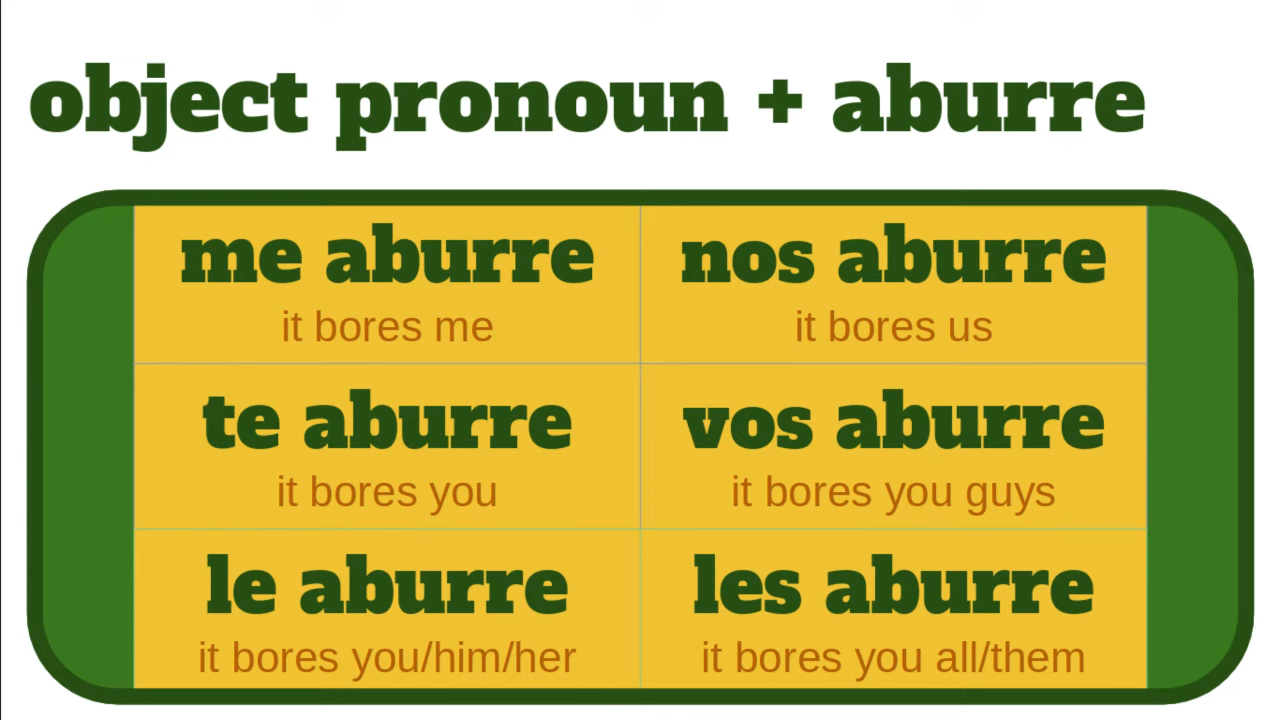 object pronoun + aburre
me aburre
it bores me
nos aburre
it bores us
te aburre
it bores you
vos aburre
it bores you guys
le aburre
it bores you/him/her
les aburre
it bores you all/them